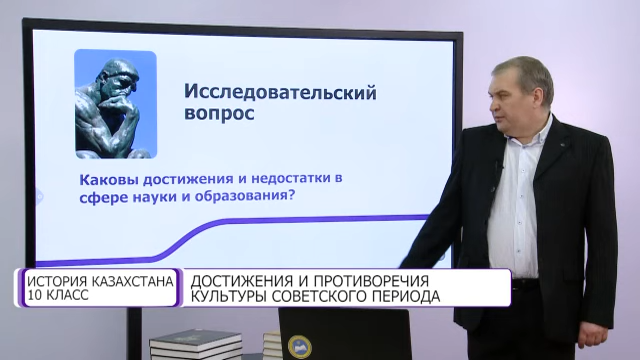 Исследовательский
вопрос
Каковы достижения и недостатки в
сфере науки и образования?
ИСТОРИЯ КАЗАХСТАНА
10 КЛАСС
ДОСТИЖЕНИЯ И ПРОТИВОРЕЧИЯ
КУЛЬТУРЫ СОВЕТСКОГО ПЕРИОДА